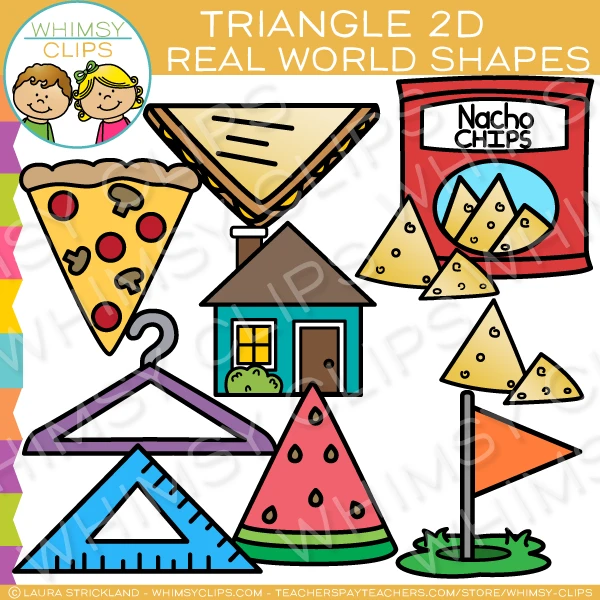 WHIMSY
CLIPS
TRIANGLE 2D
REAL WORLD SHAPES
Nacho
CHIPS
© LAURA STRICKLAND - WHIMSYCLIPS.COM - TEACHERSPAYTEACHERS.COM/STORE/WHIMSY-CLIPS